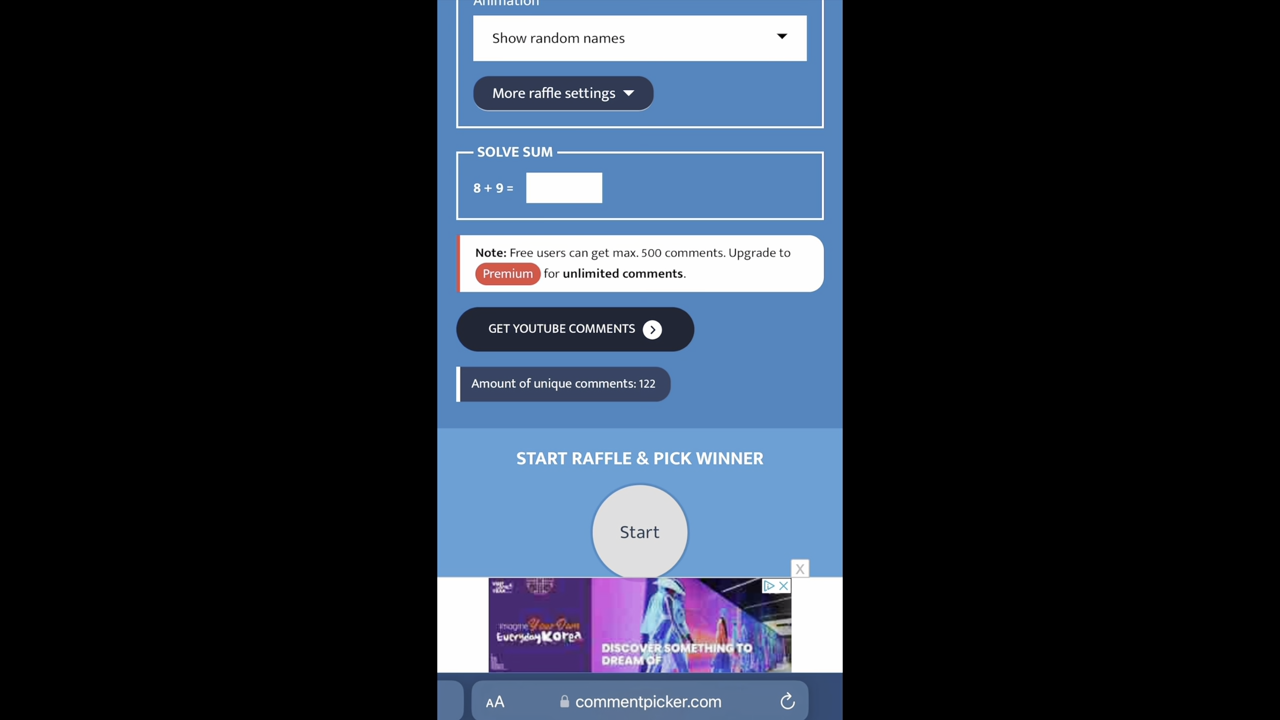 Animation
Show random names
More raffle settings
SOLVE SUM
8 + 9 =
Note: Free users can get max. 500 comments. Upgrade to
Premium for unlimited comments.
GET YOUTUBE COMMENTS
Amount of unique comments: 122
START RAFFLE & PICK WINNER
Start
X
imagine Your Own
Everyday Korea
DISCOVER SOMETHING TO
DREAM OF
AA commentpicker.com